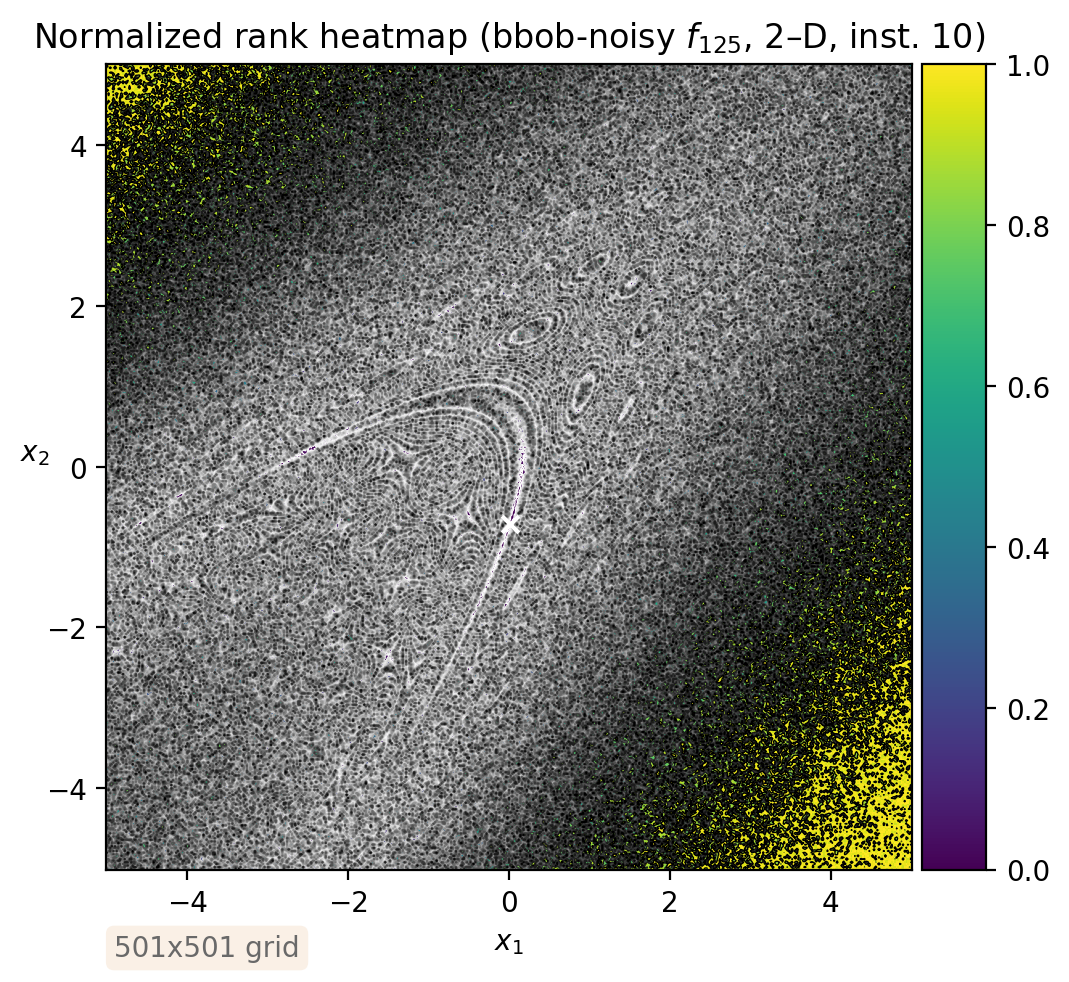 Normalized rank heatmap (bbob-noisy f125, 2–D, inst. 10)
1.0
0.8
0.6
0.4
0.2
0.0
4
2
0
−2
−4
x2
−4 −2 0 2 4
x1
501x501 grid